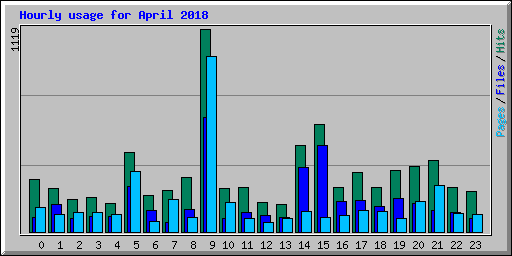 Hourly usage for April 2018
1119
Pages / Files / Hits
0 1 2 3 4 5 6 7 8 9 10 11 12 13 14 15 16 17 18 19 20 21 22 23